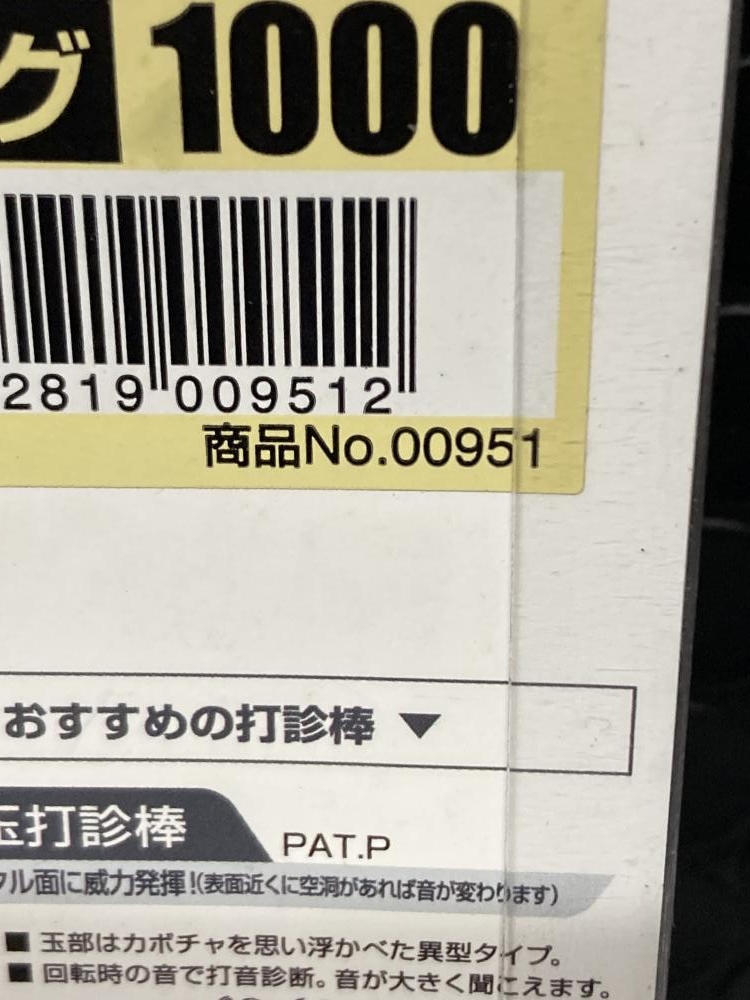 グ 1000
2819 009512
商品No.00951
おすすめの打診棒 ▼
玉打診棒
PAT.P
タル面に威力発揮!(表面近くに空洞があれば音が変わります)
■ 玉部はカボチャを思い浮かべた異型タイプ。
■ 回転時の音で打音診断。音が大きく聞こえます。